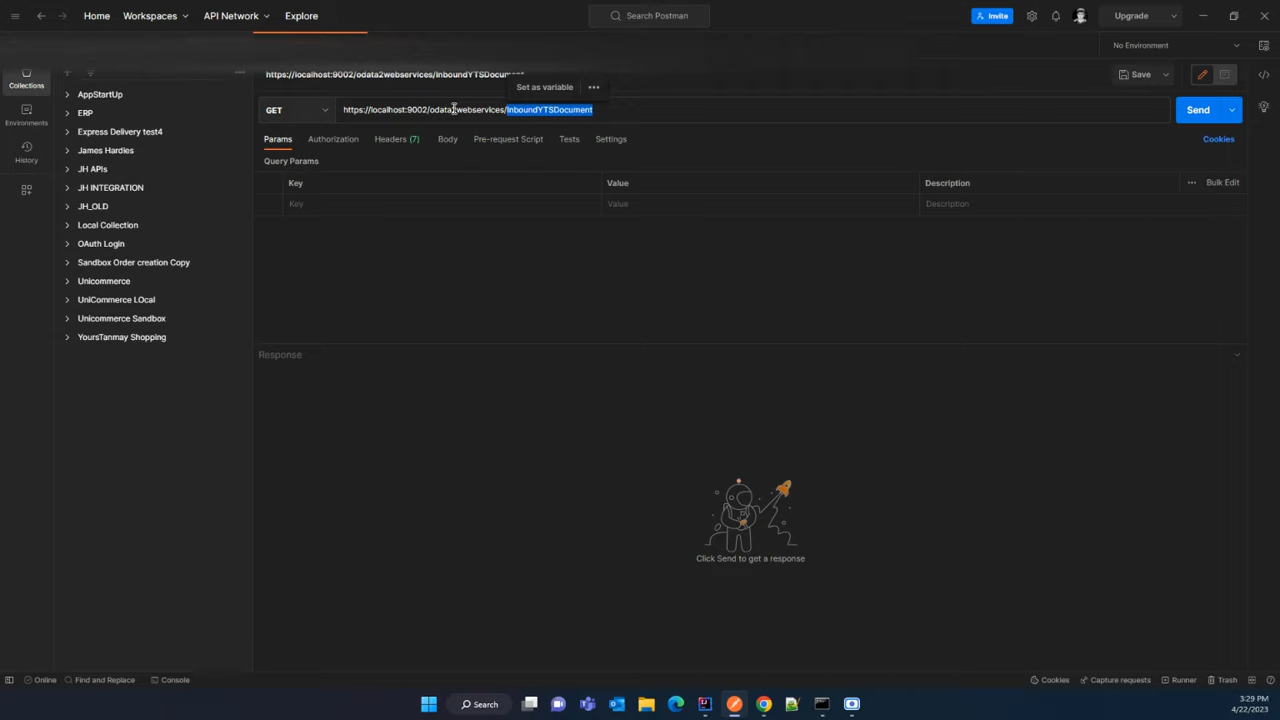 Home Workspaces API Network Explore Search Postman Invite Upgrade
No Environment
Collections
https://localhost:9002/odata2webservices/InboundYTSDocument Save
Set as variable
GET https://localhost:9002/odata2webservices/InboundYTSDocument Send
Params Authorization Headers (7) Body Pre-request Script Tests Settings Cookies
Query Params
Key Value Description Bulk Edit
Key Value Description
Environments
History
AppStartUp
ERP
Express Delivery test4
James Hardies
JH APIs
JH INTEGRATION
JH_OLD
Local Collection
OAuth Login
Sandbox Order creation Copy
Unicommerce
UniCommerce LOcal
Unicommerce Sandbox
YoursTanmay Shopping
Response
Click Send to get a response
Online Find and Replace Console Cookies Capture requests Runner Trash
Search
3:29 PM
4/22/2023